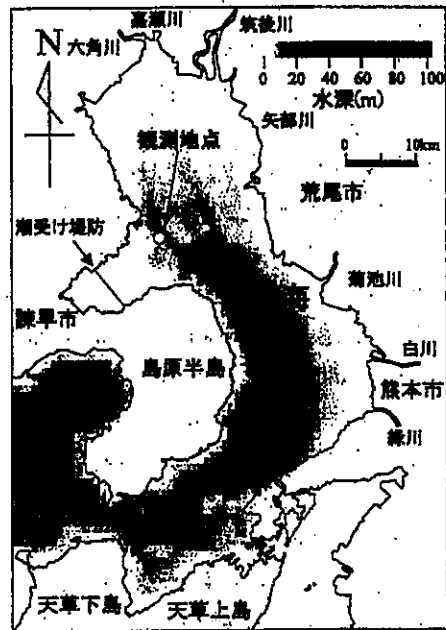 嘉瀬川
筑後川
N
六角川
0 20 40 60 80 100
水深(m)
矢部川
観測地点
0 10km
荒尾市
潮受け堤防
菊池川
諫早市
島原半島
白川
熊本市
緑川
天草下島
天草上島